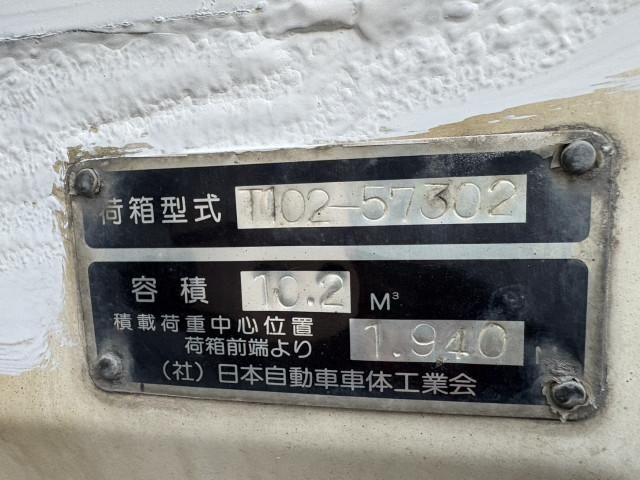 荷箱型式 T102-57302
容積 10.2 M³
積載荷重中心位置
荷箱前端より 1.940
(社)日本自動車車体工業会